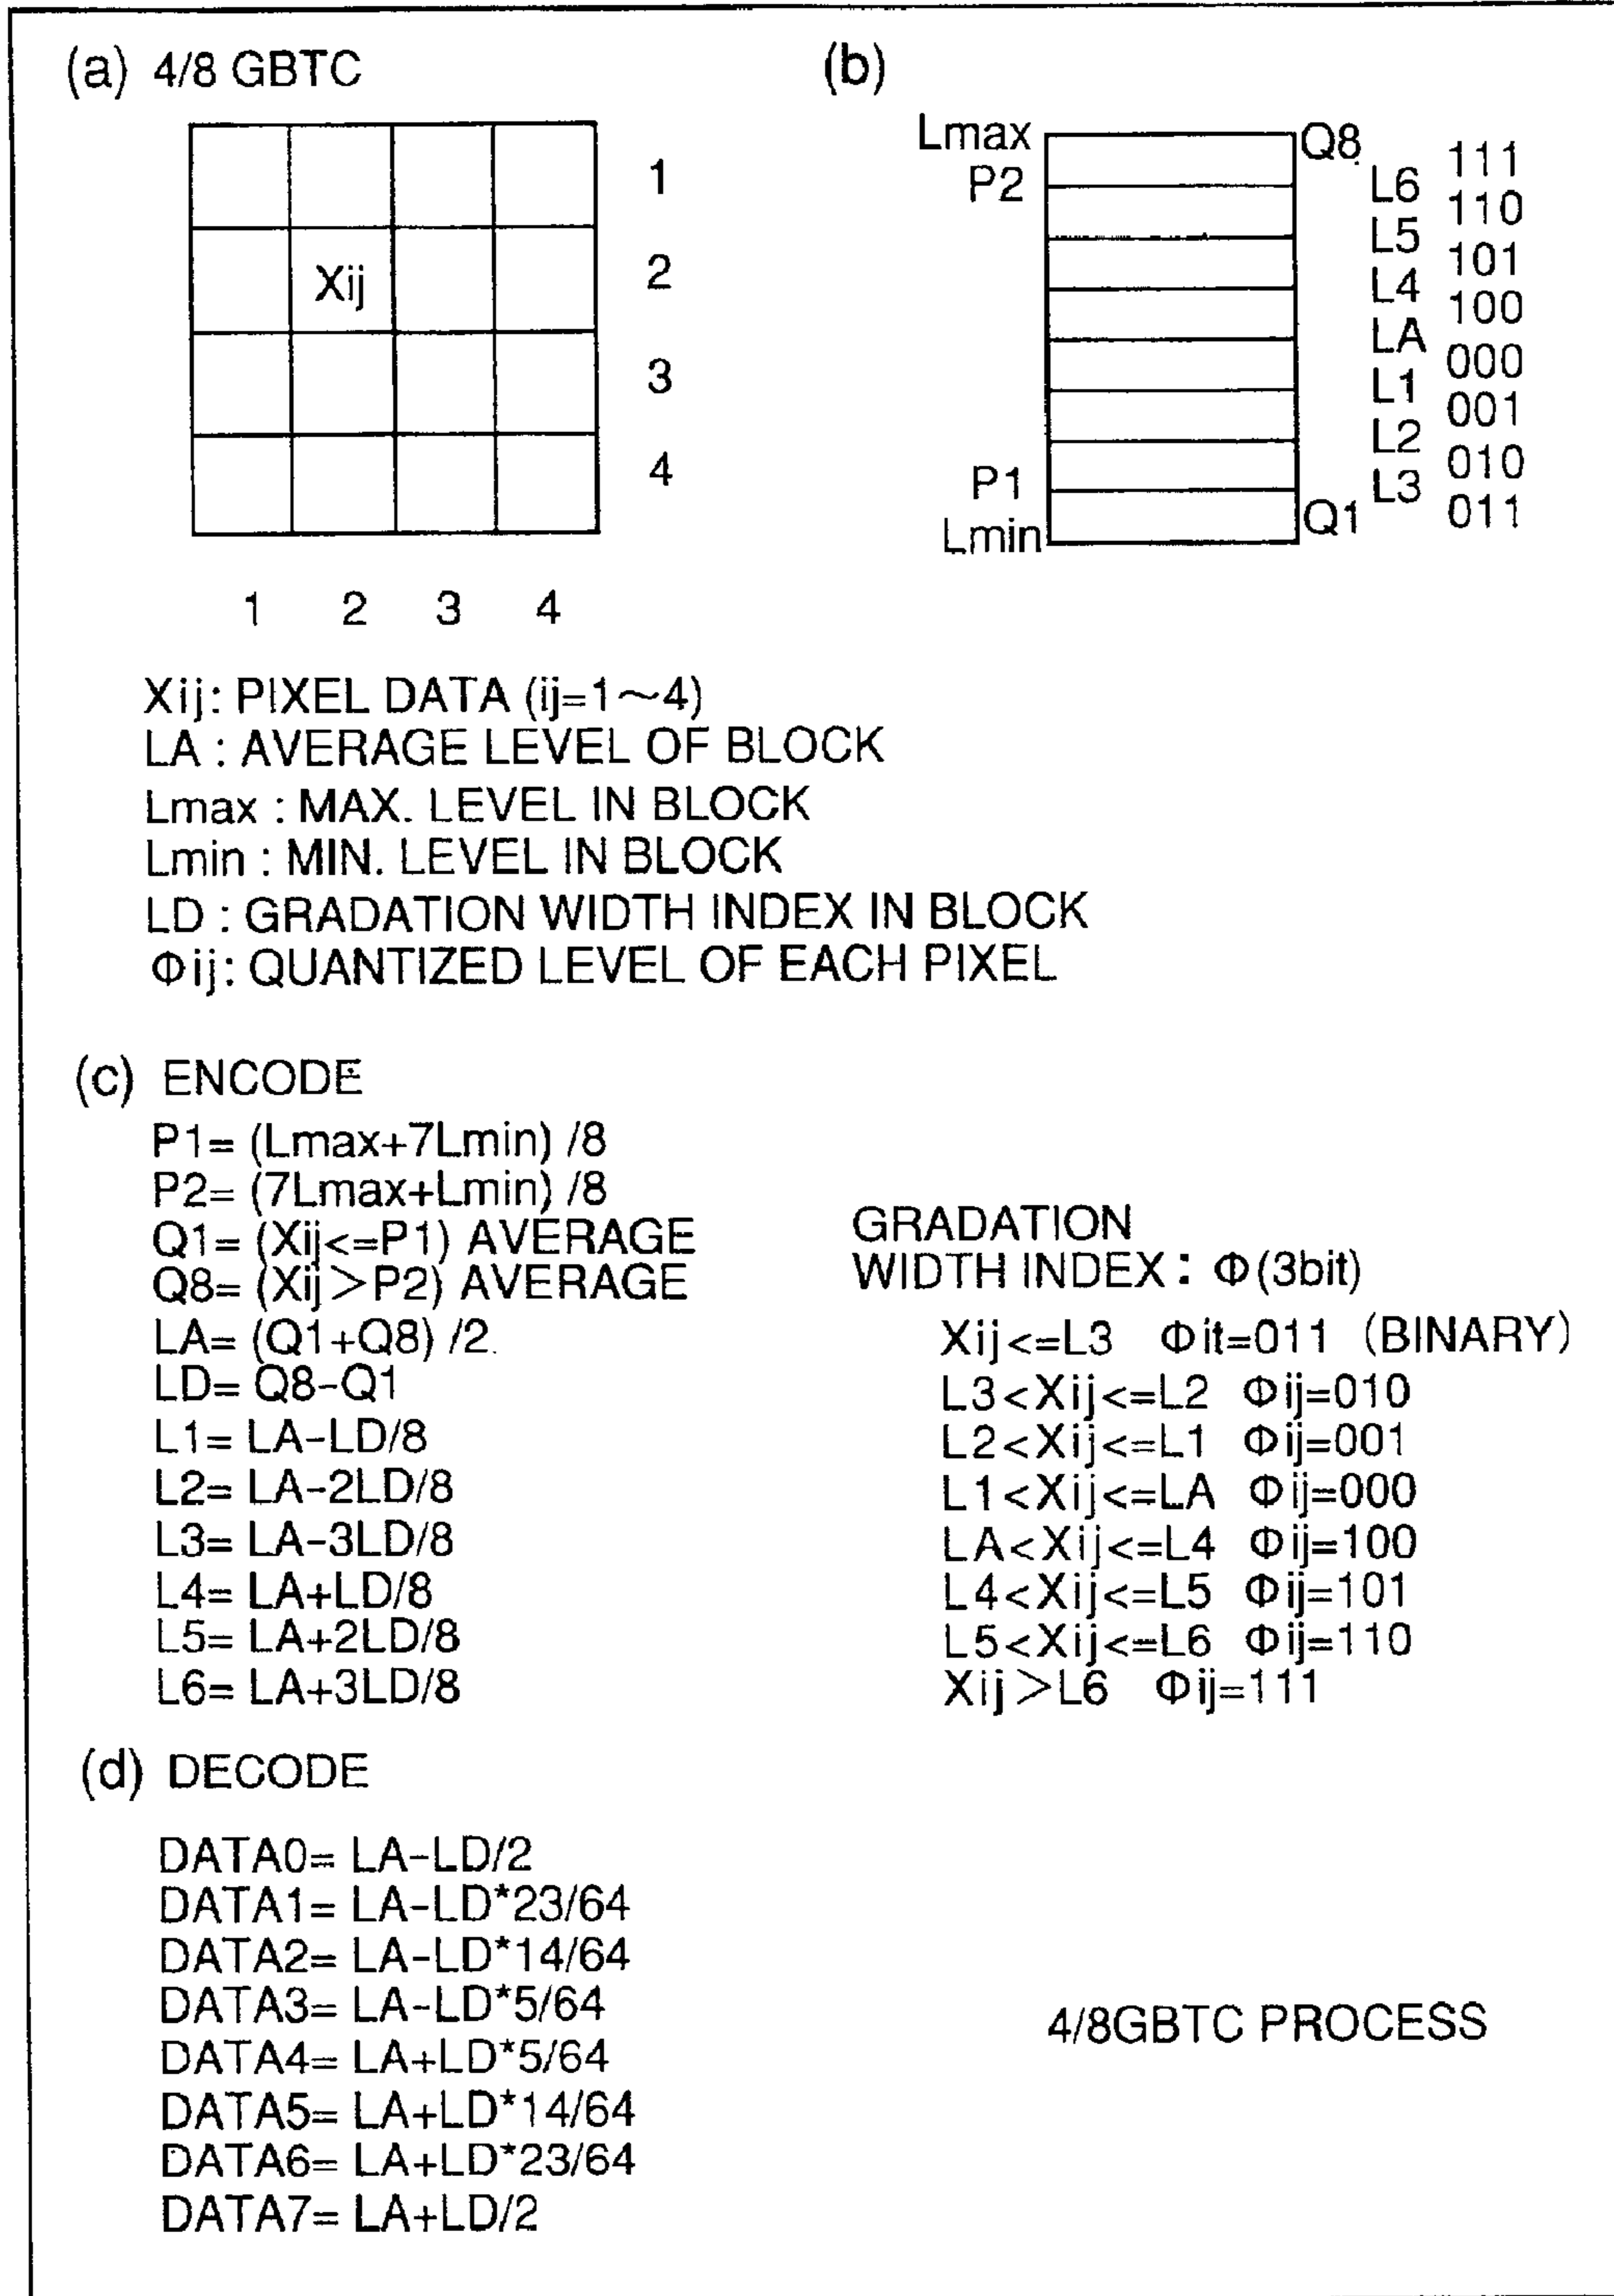 (a) 4/8 GBTC
1
2
3
4
Xij
1 2 3 4
(b)
Lmax
P2
P1
Lmin
Q8
Q1
L6
L5
L4
LA
L1
L2
L3
111
110
101
100
000
001
010
011
Xij: PIXEL DATA (ij=1~4)
LA : AVERAGE LEVEL OF BLOCK
Lmax : MAX. LEVEL IN BLOCK
Lmin : MIN. LEVEL IN BLOCK
LD : GRADATION WIDTH INDEX IN BLOCK
Φij: QUANTIZED LEVEL OF EACH PIXEL
(c) ENCODE
P1= (Lmax+7Lmin) /8
P2= (7Lmax+Lmin) /8
Q1= (Xij<=P1) AVERAGE
Q8= (Xij>P2) AVERAGE
LA= (Q1+Q8) /2
LD= Q8-Q1
L1= LA-LD/8
L2= LA-2LD/8
L3= LA-3LD/8
L4= LA+LD/8
L5= LA+2LD/8
L6= LA+3LD/8
GRADATION
WIDTH INDEX : Φ(3bit)
Xij<=L3 Φit=011 (BINARY)
L3<Xij<=L2 Φij=010
L2<Xij<=L1 Φij=001
L1<Xij<=LA Φij=000
LA<Xij<=L4 Φij=100
L4<Xij<=L5 Φij=101
L5<Xij<=L6 Φij=110
Xij>L6 Φij=111
(d) DECODE
DATA0= LA-LD/2
DATA1= LA-LD*23/64
DATA2= LA-LD*14/64
DATA3= LA-LD*5/64
DATA4= LA+LD*5/64
DATA5= LA+LD*14/64
DATA6= LA+LD*23/64
DATA7= LA+LD/2
4/8GBTC PROCESS